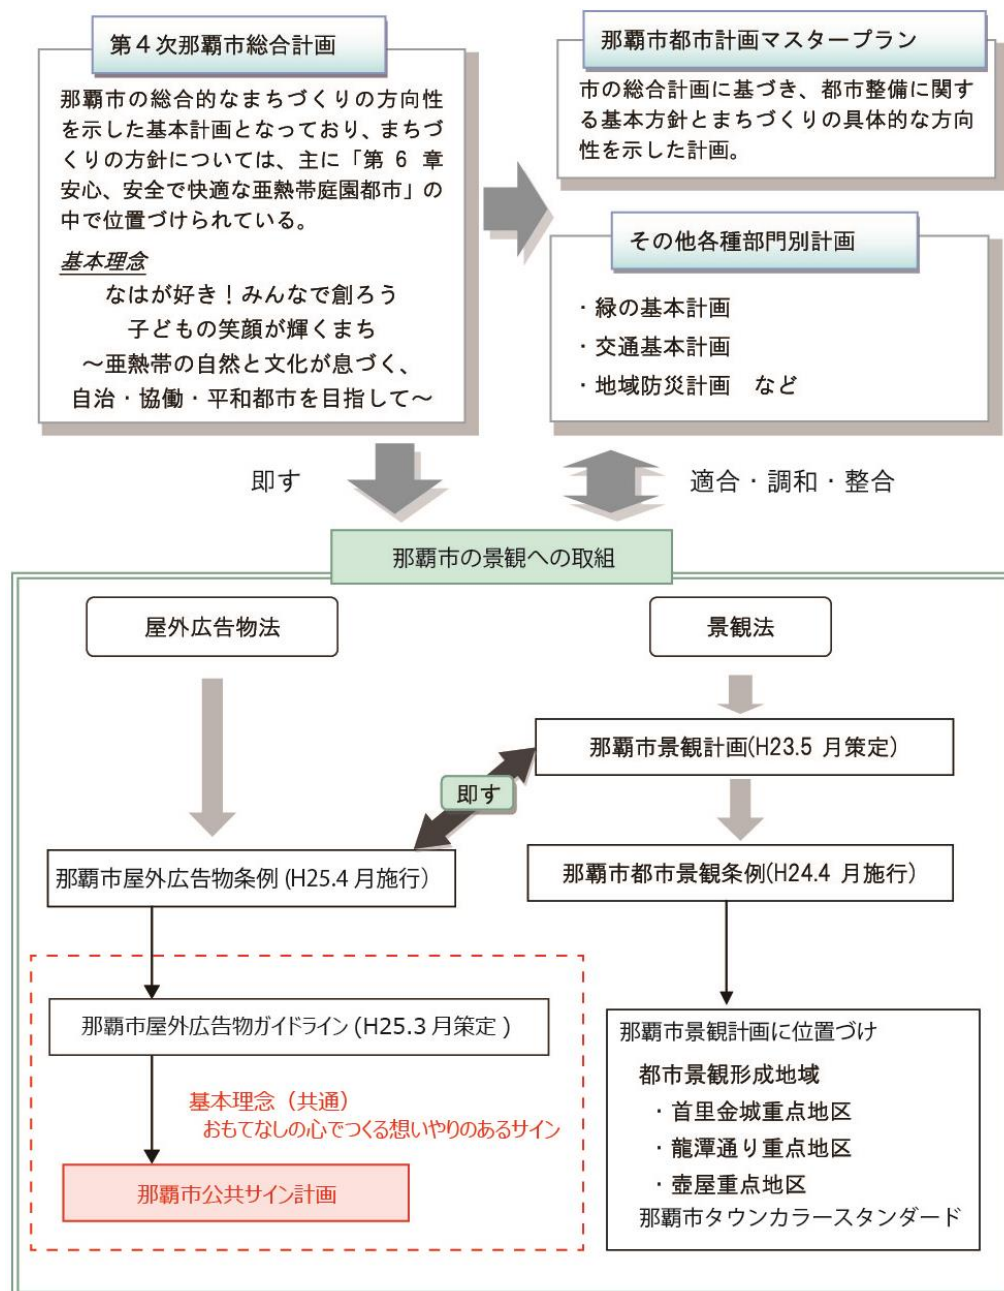 第４次那覇市総合計画
那覇市の総合的なまちづくりの方向性
を示した基本計画となっており、まちづ
くりの方針については、主に「第 6 章
安心、安全で快適な亜熱帯庭園都市」の
中で位置づけられている。
基本理念
なはが好き！みんなで創ろう
子どもの笑顔が輝くまち
～亜熱帯の自然と文化が息づく、
自治・協働・平和都市を目指して～
那覇市都市計画マスタープラン
市の総合計画に基づき、都市整備に関す
る基本方針とまちづくりの具体的な方向
性を示した計画。
その他各種部門別計画
・緑の基本計画
・交通基本計画
・地域防災計画　など
即す
適合・調和・整合
那覇市の景観への取組
屋外広告物法
景観法
那覇市景観計画(H23.5 月策定)
即す
那覇市屋外広告物条例 (H25.4 月施行)
那覇市都市景観条例(H24.4 月施行)
那覇市屋外広告物ガイドライン (H25.3 月策定 )
基本理念（共通）
おもてなしの心でつくる想いやりのあるサイン
那覇市公共サイン計画
那覇市景観計画に位置づけ
都市景観形成地域
・首里金城重点地区
・龍潭通り重点地区
・壺屋重点地区
那覇市タウンカラースタンダード